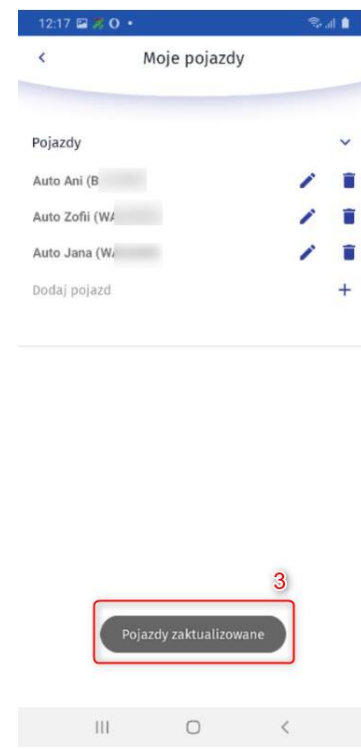 12:17
Moje pojazdy
Pojazdy
Auto Ani (B
Auto Zofii (WA
Auto Jana (WA
Dodaj pojazd
3
Pojazdy zaktualizowane